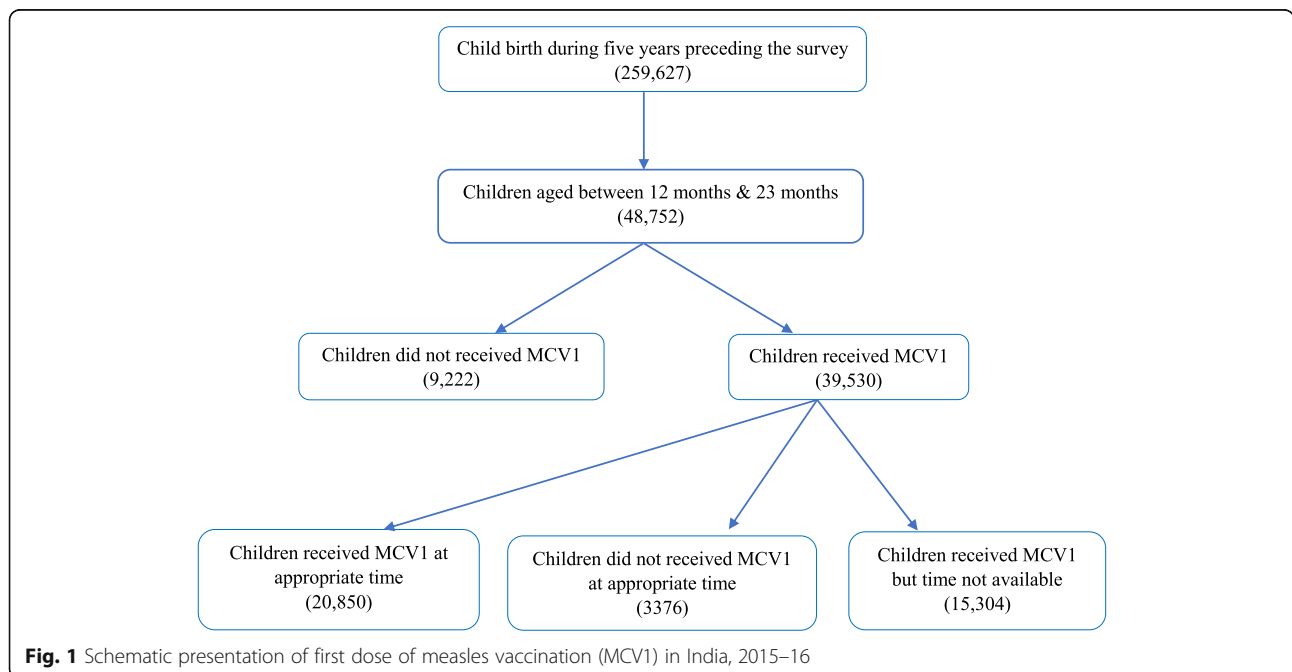 Child birth during five years preceding the survey
(259,627)
Children aged between 12 months & 23 months
(48,752)
Children did not received MCV1
(9,222)
Children received MCV1
(39,530)
Children received MCV1 at
appropriate time
(20,850)
Children did not received MCV1
at appropriate time
(3376)
Children received MCV1
but time not available
(15,304)
Fig. 1 Schematic presentation of first dose of measles vaccination (MCV1) in India, 2015–16